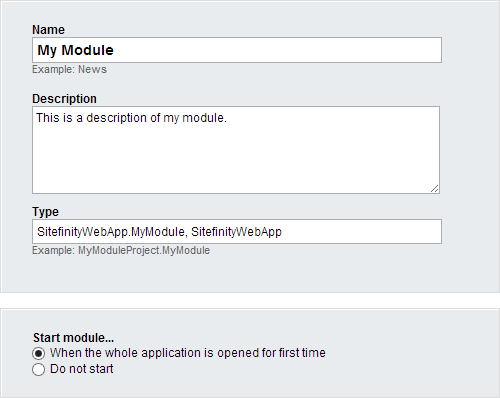 Name
My Module
Example: News
Description
This is a description of my module.
Type
SitefinityWebApp.MyModule, SitefinityWebApp
Example: MyModuleProject.MyModule
Start module...
When the whole application is opened for first time
Do not start